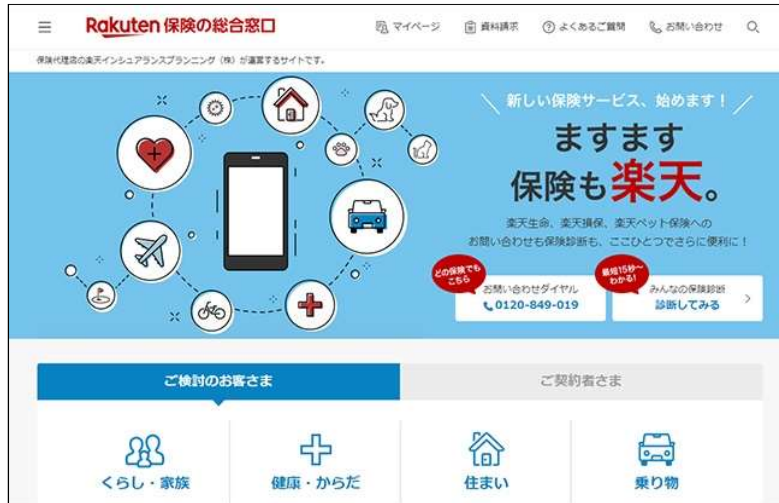 Rakuten 保険の総合窓口
マイページ
資料請求
よくあるご質問
お問い合わせ
保険代理店の楽天インシュアランスプランニング（株）が運営するサイトです。
新しい保険サービス、始めます！
ますます
保険も楽天。
楽天生命、楽天損保、楽天ペット保険への
お問い合わせも保険診断も、ここひとつでさらに便利に！
どの保険でも
こちら
お問い合わせダイヤル
0120-849-019
最短15秒〜
わかる！
みんなの保険診断
診断してみる
ご検討のお客さま
ご契約者さま
くらし・家族
健康・からだ
住まい
乗り物